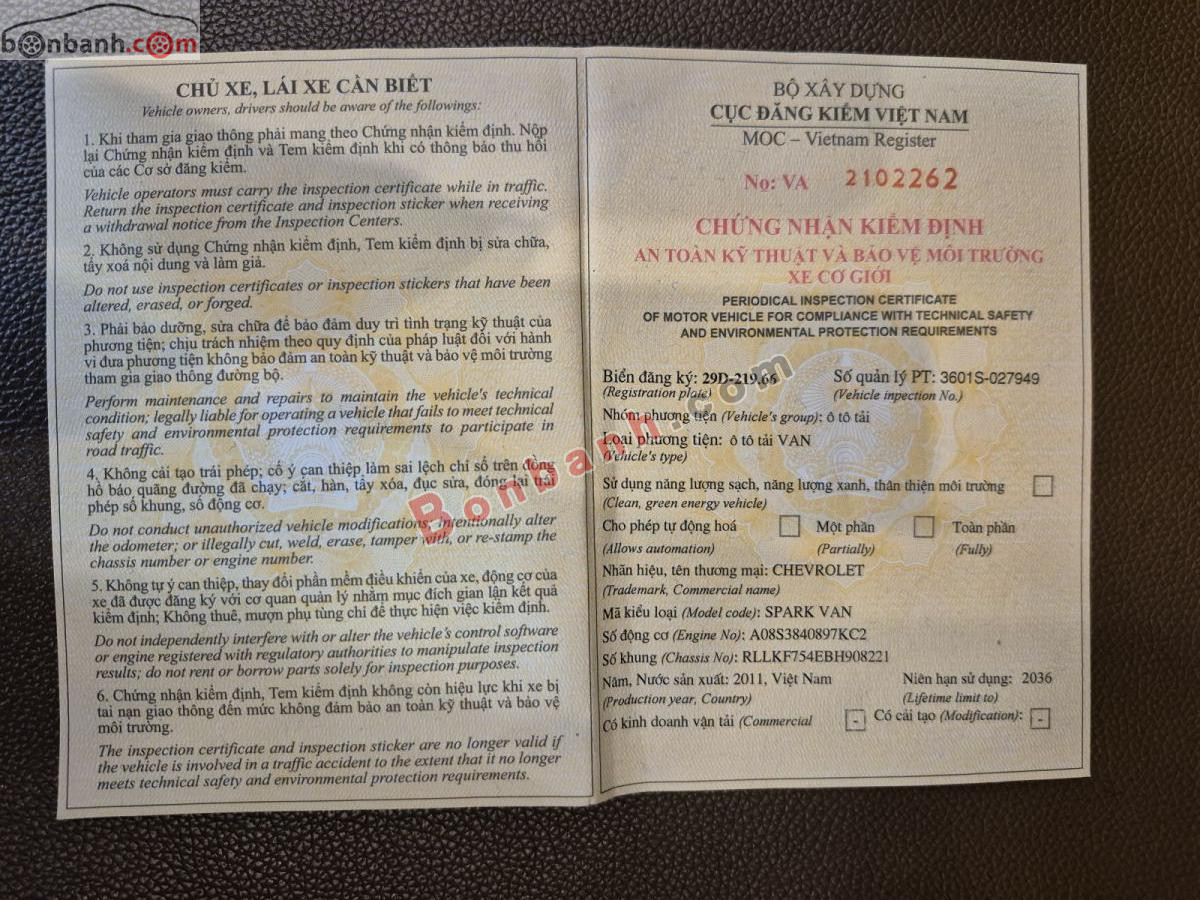 bonbanh.com
CHỦ XE, LÁI XE CẦN BIẾT
Vehicle owners, drivers should be aware of the followings:
1. Khi tham gia giao thông phải mang theo Chứng nhận kiểm định. Nộp
lại Chứng nhận kiểm định và Tem kiểm định khi có thông báo thu hồi
của các Cơ sở đăng kiểm.
Vehicle operators must carry the inspection certificate while in traffic.
Return the inspection certificate and inspection sticker when receiving
a withdrawal notice from the Inspection Centers.
2. Không sử dụng Chứng nhận kiểm định, Tem kiểm định bị sửa chữa,
tẩy xoá nội dung và làm giả.
Do not use inspection certificates or inspection stickers that have been
altered, erased, or forged.
3. Phải bảo dưỡng, sửa chữa để bảo đảm duy trì tình trạng kỹ thuật của
phương tiện; chịu trách nhiệm theo quy định của pháp luật đối với hành
vi đưa phương tiện không bảo đảm an toàn kỹ thuật và bảo vệ môi trường
tham gia giao thông đường bộ.
Perform maintenance and repairs to maintain the vehicle's technical
condition; legally liable for operating a vehicle that fails to meet technical
safety and environmental protection requirements to participate in
road traffic.
4. Không cải tạo trái phép; cố ý can thiệp làm sai lệch chỉ số trên đồng
hồ báo quãng đường đã chạy; cắt, hàn, tẩy xóa, đục sửa, đóng lại trái
phép số khung, số động cơ.
Do not conduct unauthorized vehicle modifications; intentionally alter
the odometer; or illegally cut, weld, erase, tamper with, or re-stamp the
chassis number or engine number.
5. Không tự ý can thiệp, thay đổi phần mềm điều khiển của xe, động cơ của
xe đã được đăng ký với cơ quan quản lý nhằm mục đích gian lận kết quả
kiểm định; Không thuê, mượn phụ tùng chỉ để thực hiện việc kiểm định.
Do not independently interfere with or alter the vehicle's control software
or engine registered with regulatory authorities to manipulate inspection
results; do not rent or borrow parts solely for inspection purposes.
6. Chứng nhận kiểm định, Tem kiểm định không còn hiệu lực khi xe bị
tai nạn giao thông đến mức không đảm bảo an toàn kỹ thuật và bảo vệ
môi trường.
The inspection certificate and inspection sticker are no longer valid if
the vehicle is involved in a traffic accident to the extent that it no longer
meets technical safety and environmental protection requirements.
BỘ XÂY DỰNG
CỤC ĐĂNG KIỂM VIỆT NAM
MOC – Vietnam Register
No: VA 2102262
CHỨNG NHẬN KIỂM ĐỊNH
AN TOÀN KỸ THUẬT VÀ BẢO VỆ MÔI TRƯỜNG
XE CƠ GIỚI
PERIODICAL INSPECTION CERTIFICATE
OF MOTOR VEHICLE FOR COMPLIANCE WITH TECHNICAL SAFETY
AND ENVIRONMENTAL PROTECTION REQUIREMENTS
Biển đăng ký: 29D-219.66 Số quản lý PT: 3601S-027949
(Registration plate) (Vehicle inpection No.)
Nhóm phương tiện (Vehicle's group): ô tô tải
Loại phương tiện: ô tô tải VAN
(Vehicle's type)
Sử dụng năng lượng sạch, năng lượng xanh, thân thiện môi trường
(Clean, green energy vehicle)
Cho phép tự động hoá Một phần Toàn phần
(Allows automation) (Partially) (Fully)
Nhãn hiệu, tên thương mại: CHEVROLET
(Trademark, Commercial name)
Mã kiểu loại (Model code): SPARK VAN
Số động cơ (Engine No): A08S3840897KC2
Số khung (Chassis No): RLLKF754EBH908221
Năm, Nước sản xuất: 2011, Việt Nam Niên hạn sử dụng: 2036
(Production year, Country) (Lifetime limit to)
Có kinh doanh vận tải (Commercial - Có cải tạo (Modification): -
Bonbanh.com